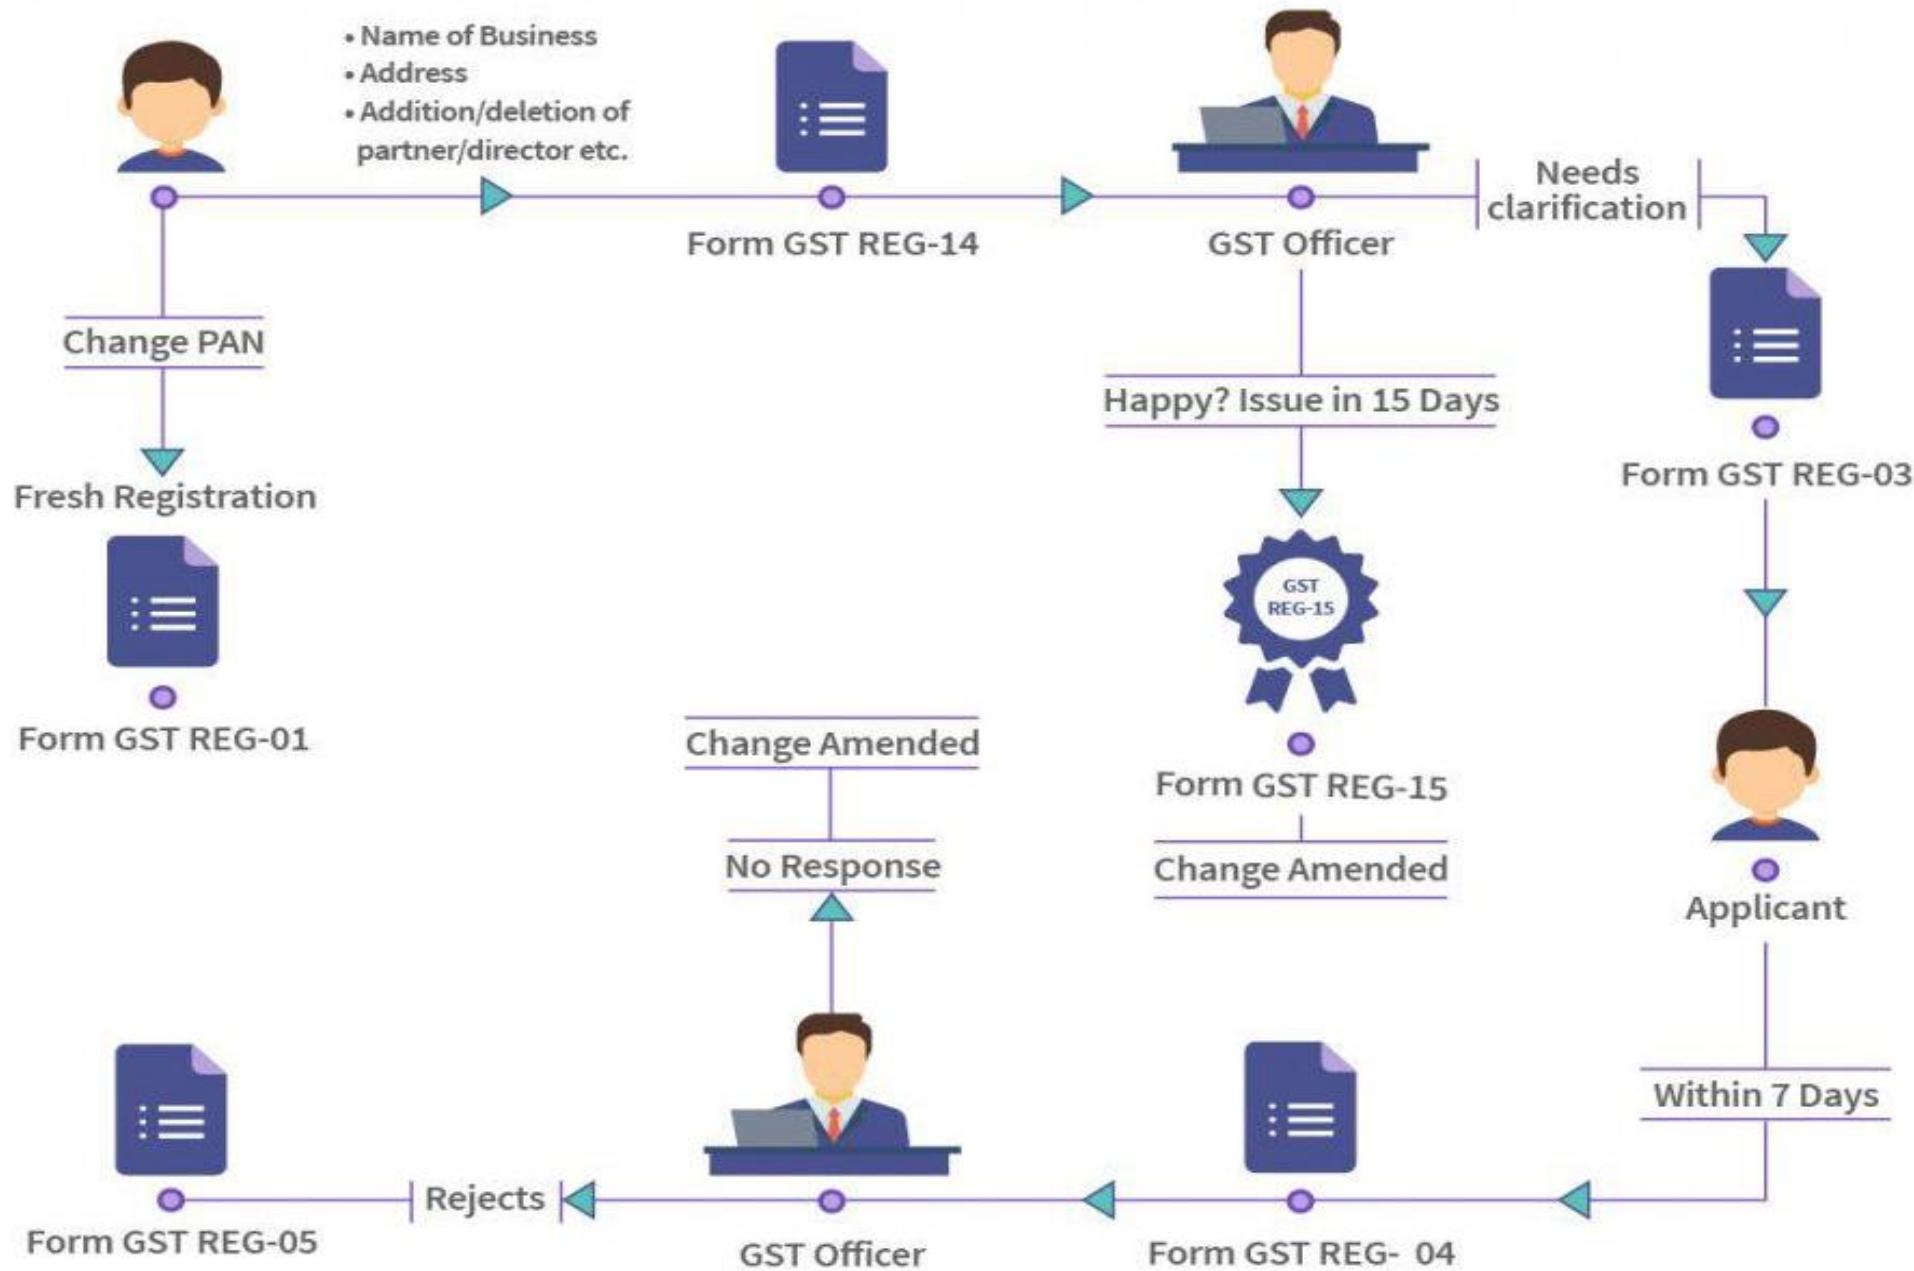 • Name of Business
• Address
• Addition/deletion of
partner/director etc.
Form GST REG-14
GST Officer
Needs
clarification
Change PAN
Happy? Issue in 15 Days
Form GST REG-03
Fresh Registration
GST
REG-15
Form GST REG-01
Change Amended
Form GST REG-15
No Response
Change Amended
Applicant
Within 7 Days
Rejects
Form GST REG-05
GST Officer
Form GST REG- 04